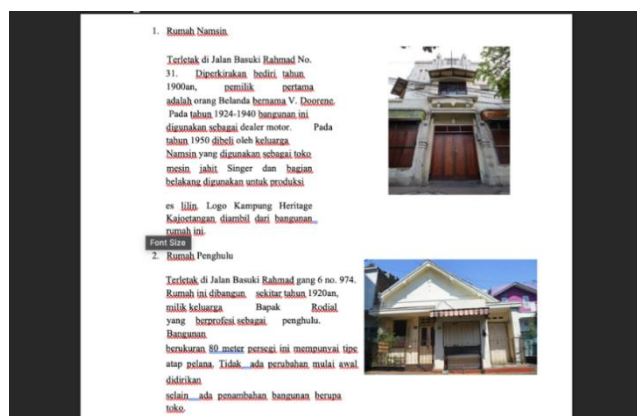 1. Rumah Namsin
Terletak di Jalan Basuki Rahmad No.
31. Diperkirakan bediri tahun
1900an, pemilik pertama
adalah orang Belanda bernama V. Doorene.
Pada tahun 1924-1940 bangunan ini
digunakan sebagai dealer motor. Pada
tahun 1950 dibeli oleh keluarga
Namsin yang digunakan sebagai toko
mesin jahit Singer dan bagian
belakang digunakan untuk produksi
es lilin. Logo Kampung Heritage
Kajoetangan diambil dari bangunan
rumah ini.
Font Size
2. Rumah Penghulu
Terletak di Jalan Basuki Rahmad gang 6 no. 974.
Rumah ini dibangun sekitar tahun 1920an,
milik keluarga Bapak Rodial
yang berprofesi sebagai penghulu.
Bangunan
berukuran 80 meter persegi ini mempunyai tipe
atap pelana. Tidak ada perubahan mulai awal
didirikan
selain ada penambahan bangunan berupa
toko.